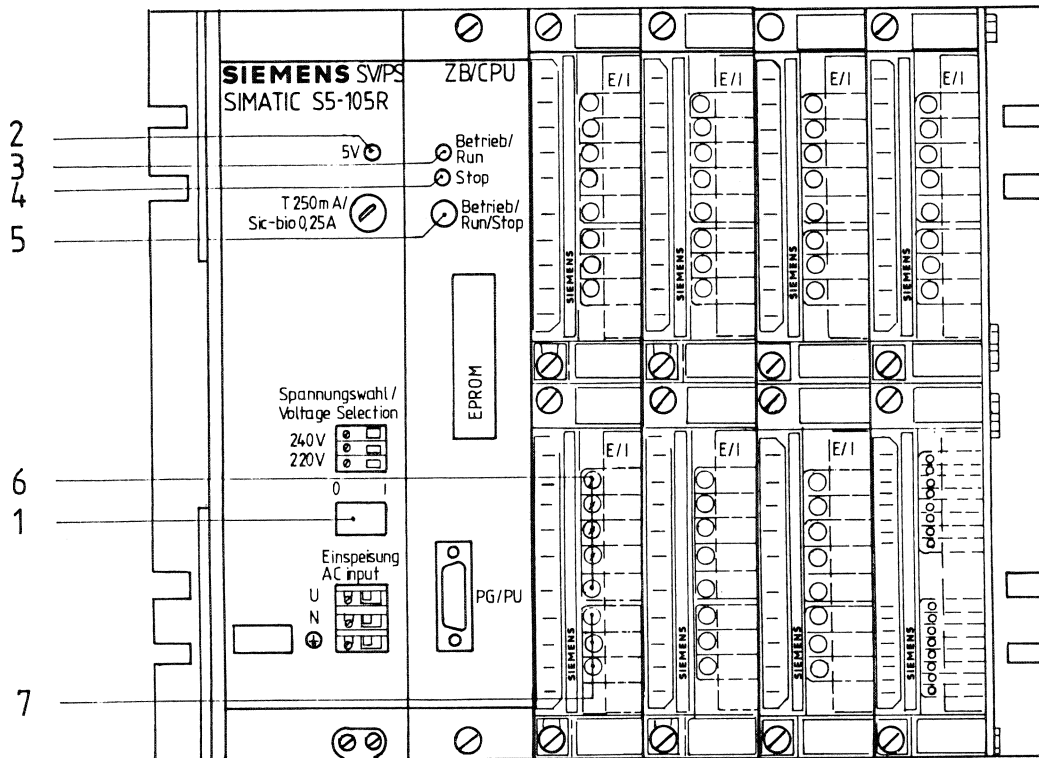 SIEMENS SV/PS
SIMATIC S5-105R
ZB/CPU
E/I
E/I
E/I
E/I
2
3
4
5
5V
Betrieb/
Run
Stop
T 250mA/
Sic-bio 0,25A
Betrieb/
Run/Stop
SIEMENS
SIEMENS
SIEMENS
SIEMENS
EPROM
Spannungswahl/
Voltage Selection
240V
220V
0 I
6
1
7
Einspeisung
AC input
U
N
PG/PU
E/I
E/I
E/I
SIEMENS
SIEMENS
SIEMENS
SIEMENS